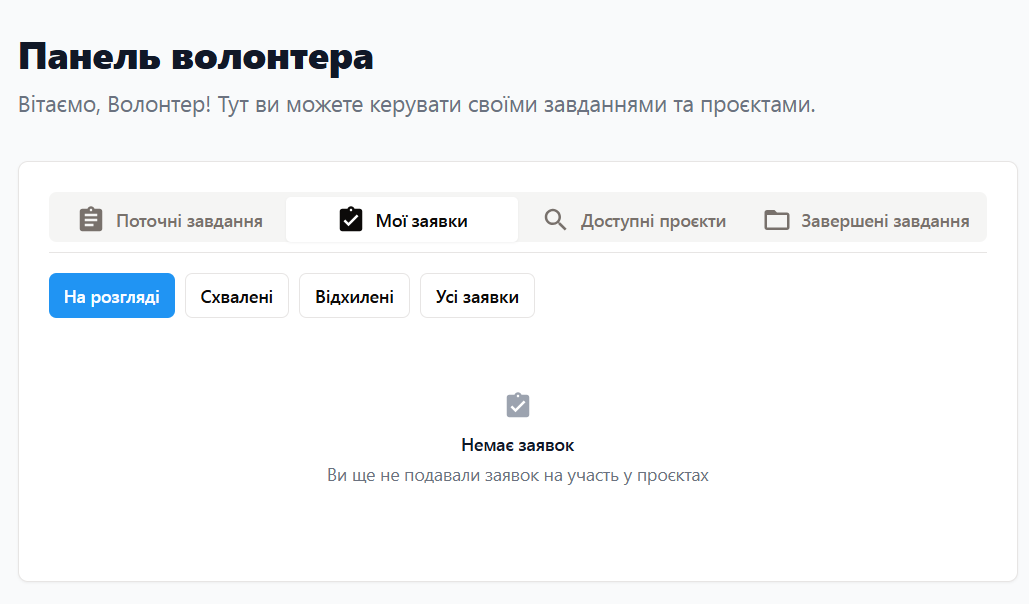 Панель волонтера
Вітаємо, Волонтер! Тут ви можете керувати своїми завданнями та проєктами.
Поточні завдання Мої заявки Доступні проєкти Завершені завдання
На розгляді Схвалені Відхилені Усі заявки
Немає заявок
Ви ще не подавали заявок на участь у проєктах